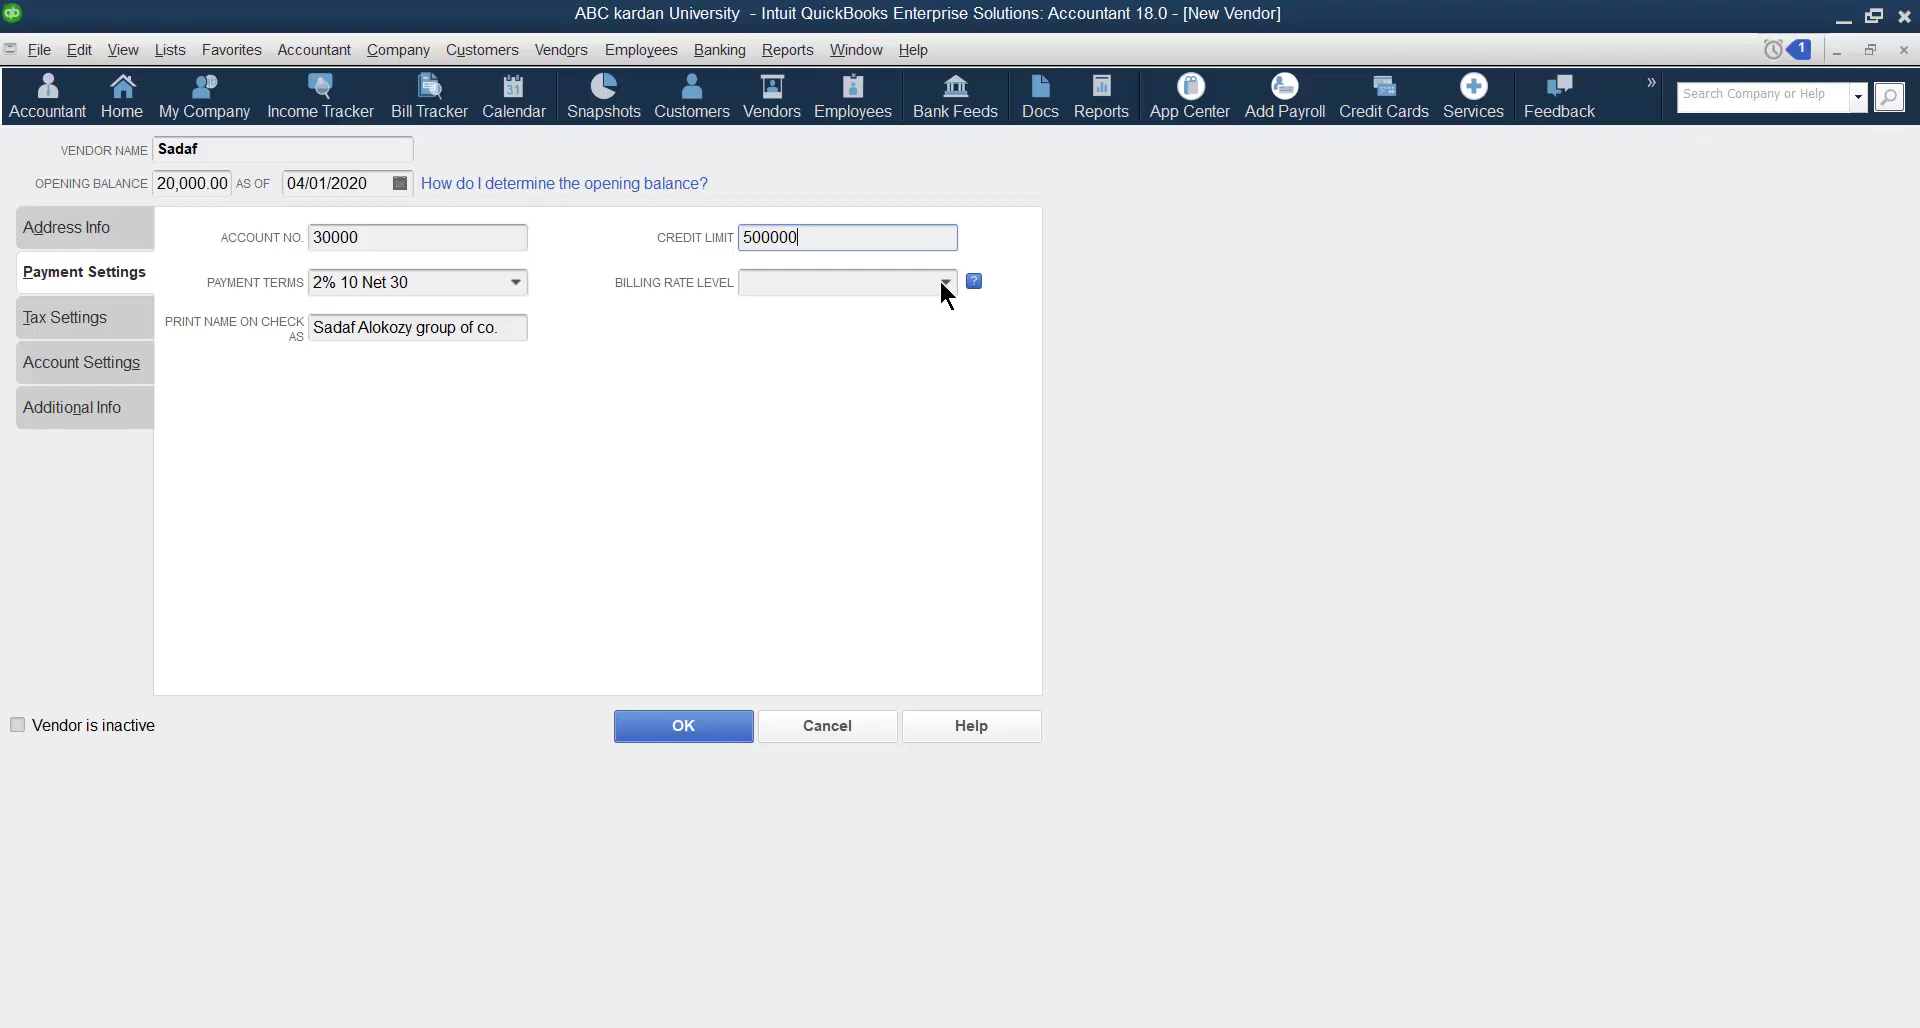 ABC kardan University - Intuit QuickBooks Enterprise Solutions: Accountant 18.0 - [New Vendor]
File Edit View Lists Favorites Accountant Company Customers Vendors Employees Banking Reports Window Help 1
31
Accountant Home My Company Income Tracker Bill Tracker Calendar Snapshots Customers Vendors Employees Bank Feeds Docs Reports App Center Add Payroll Credit Cards Services Feedback » Search Company or Help
VENDOR NAME Sadaf
OPENING BALANCE 20,000.00 AS OF 04/01/2020 How do I determine the opening balance?
Address Info
ACCOUNT NO. 30000 CREDIT LIMIT 500000
Payment Settings
PAYMENT TERMS 2% 10 Net 30 BILLING RATE LEVEL ?
Tax Settings
PRINT NAME ON CHECK AS Sadaf Alokozy group of co.
Account Settings
Additional Info
Vendor is inactive OK Cancel Help